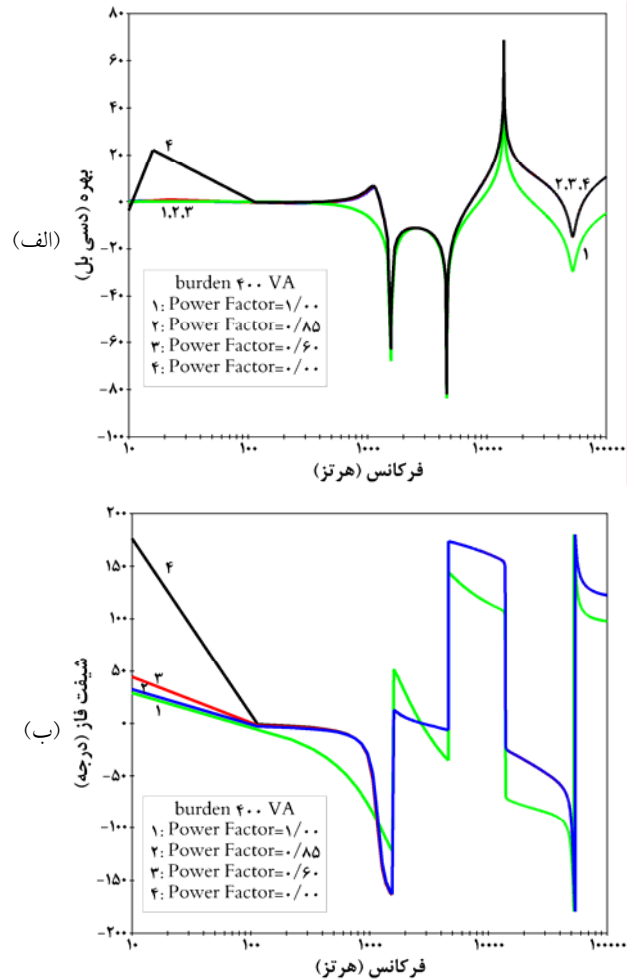 ۸۰
۶۰
۴۰
۲۰
۰
-۲۰
-۴۰
-۶۰
-۸۰
-۱۰۰
بهره (دسی بل)
(الف)
۴
۱،۲،۳
۲،۳،۴
۱
burden ۴۰۰ VA
۱: Power Factor=۱/۰۰
۲: Power Factor=۰/۸۵
۳: Power Factor=۰/۶۰
۴: Power Factor=۰/۰۰
۱۰ ۱۰۰ ۱۰۰۰ ۱۰۰۰۰ ۱۰۰۰۰۰
فرکانس (هرتز)
۲۰۰
۱۵۰
۱۰۰
۵۰
۰
-۵۰
-۱۰۰
-۱۵۰
-۲۰۰
شیفت فاز (درجه)
(ب)
۴
۳
۲
۱
burden ۴۰۰ VA
۱: Power Factor=۱/۰۰
۲: Power Factor=۰/۸۵
۳: Power Factor=۰/۶۰
۴: Power Factor=۰/۰۰
۱۰ ۱۰۰ ۱۰۰۰ ۱۰۰۰۰ ۱۰۰۰۰۰
فرکانس (هرتز)